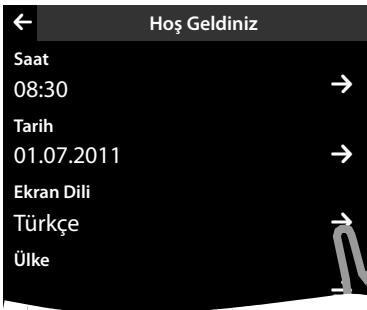 Hoş Geldiniz
Saat
08:30
Tarih
01.07.2011
Ekran Dili
Türkçe
Ülke